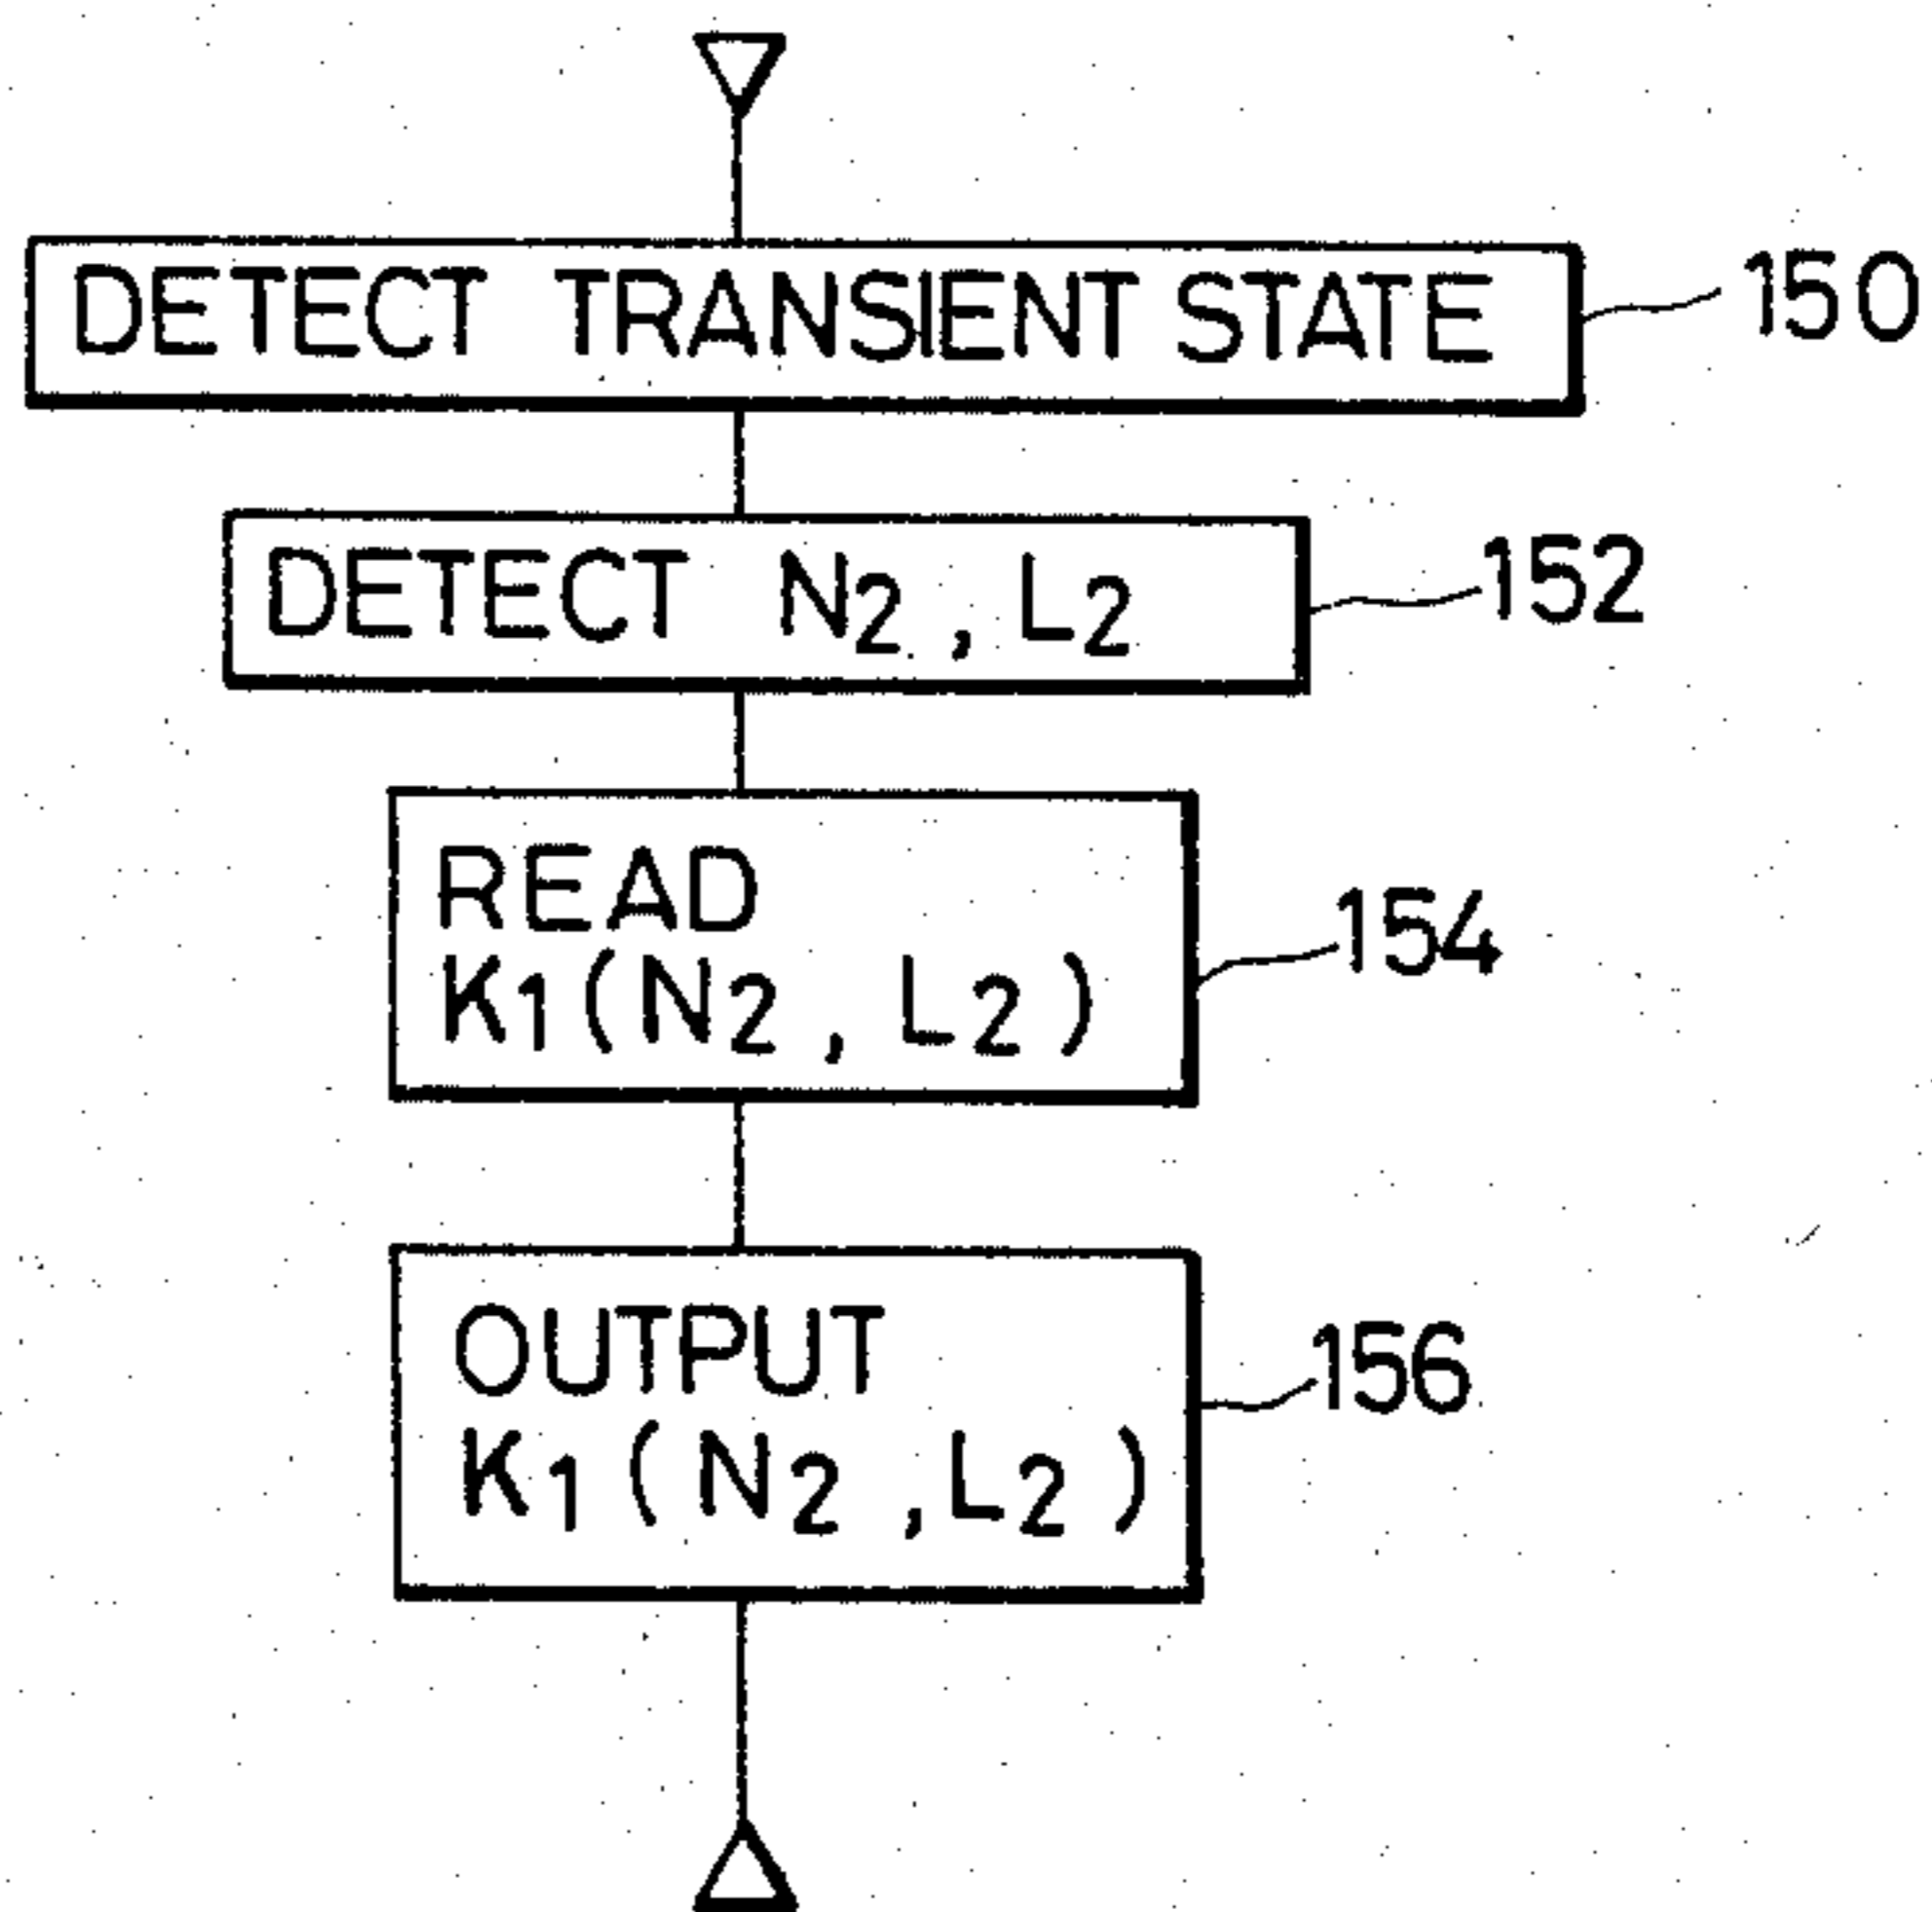 DETECT TRANSIENT STATE 150
DETECT N₂, L₂ 152
READ
K₁(N₂, L₂) 154
OUTPUT
K₁(N₂, L₂) 156